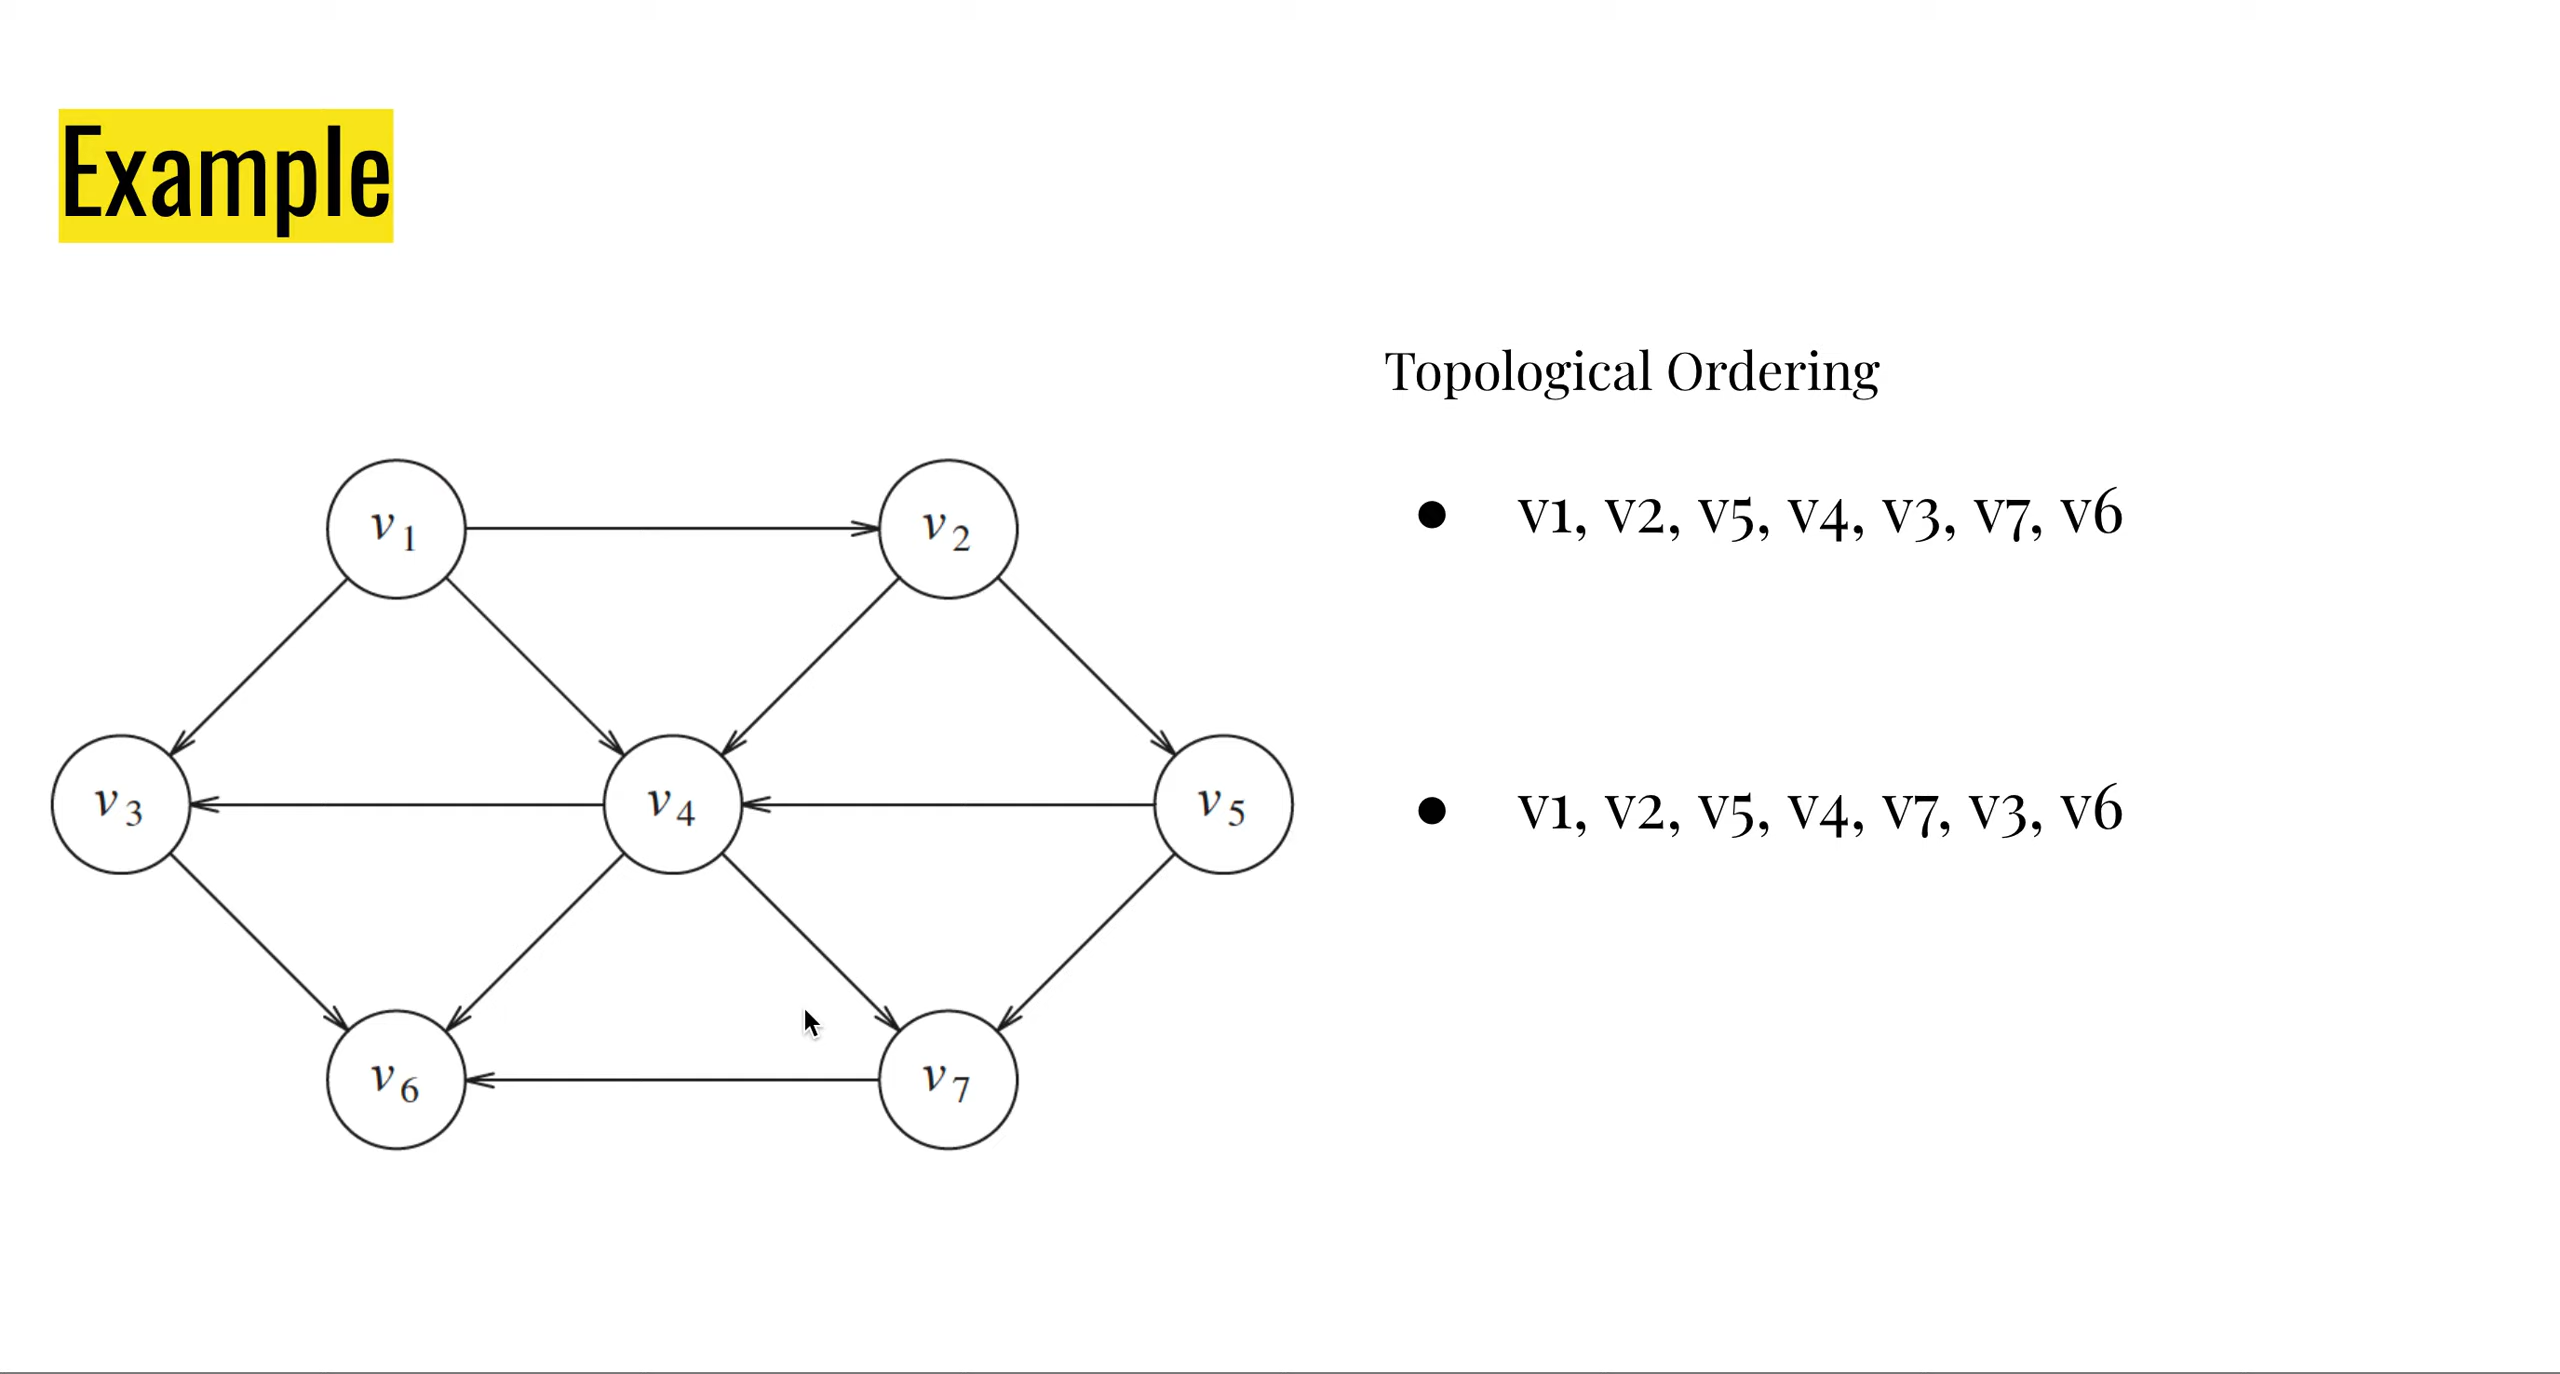 Example
Topological Ordering
v1, v2, v5, v4, v3, v7, v6
v1, v2, v5, v4, v7, v3, v6
v1
v2
v3
v4
v5
v6
v7